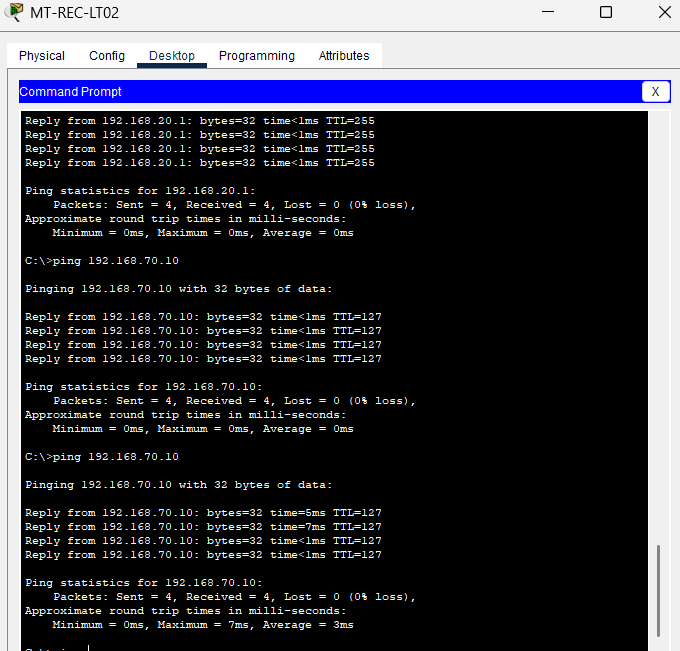 MT-REC-LT02
Physical Config Desktop Programming Attributes
Command Prompt X
Reply from 192.168.20.1: bytes=32 time<1ms TTL=255
Reply from 192.168.20.1: bytes=32 time<1ms TTL=255
Reply from 192.168.20.1: bytes=32 time<1ms TTL=255
Reply from 192.168.20.1: bytes=32 time<1ms TTL=255
Ping statistics for 192.168.20.1:
Packets: Sent = 4, Received = 4, Lost = 0 (0% loss),
Approximate round trip times in milli-seconds:
Minimum = 0ms, Maximum = 0ms, Average = 0ms
C:\>ping 192.168.70.10
Pinging 192.168.70.10 with 32 bytes of data:
Reply from 192.168.70.10: bytes=32 time<1ms TTL=127
Reply from 192.168.70.10: bytes=32 time<1ms TTL=127
Reply from 192.168.70.10: bytes=32 time<1ms TTL=127
Reply from 192.168.70.10: bytes=32 time<1ms TTL=127
Ping statistics for 192.168.70.10:
Packets: Sent = 4, Received = 4, Lost = 0 (0% loss),
Approximate round trip times in milli-seconds:
Minimum = 0ms, Maximum = 0ms, Average = 0ms
C:\>ping 192.168.70.10
Pinging 192.168.70.10 with 32 bytes of data:
Reply from 192.168.70.10: bytes=32 time=5ms TTL=127
Reply from 192.168.70.10: bytes=32 time=7ms TTL=127
Reply from 192.168.70.10: bytes=32 time<1ms TTL=127
Reply from 192.168.70.10: bytes=32 time<1ms TTL=127
Ping statistics for 192.168.70.10:
Packets: Sent = 4, Received = 4, Lost = 0 (0% loss),
Approximate round trip times in milli-seconds:
Minimum = 0ms, Maximum = 7ms, Average = 3ms